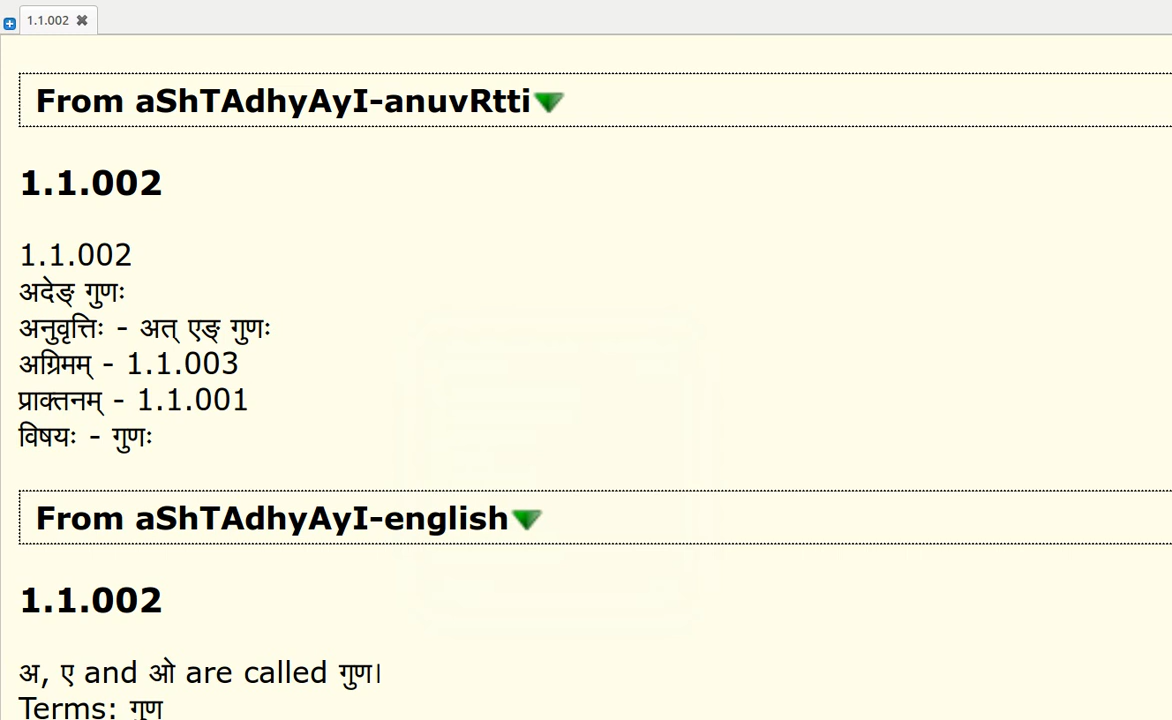 1.1.002
From aShTAdhyAyI-anuvRtti
1.1.002
1.1.002
अदेङ् गुणः
अनुवृत्तिः - अत् एङ् गुणः
अग्रिमम् - 1.1.003
प्राक्तनम् - 1.1.001
विषयः - गुणः
From aShTAdhyAyI-english
1.1.002
अ, ए and ओ are called गुण।
Terms: गुण